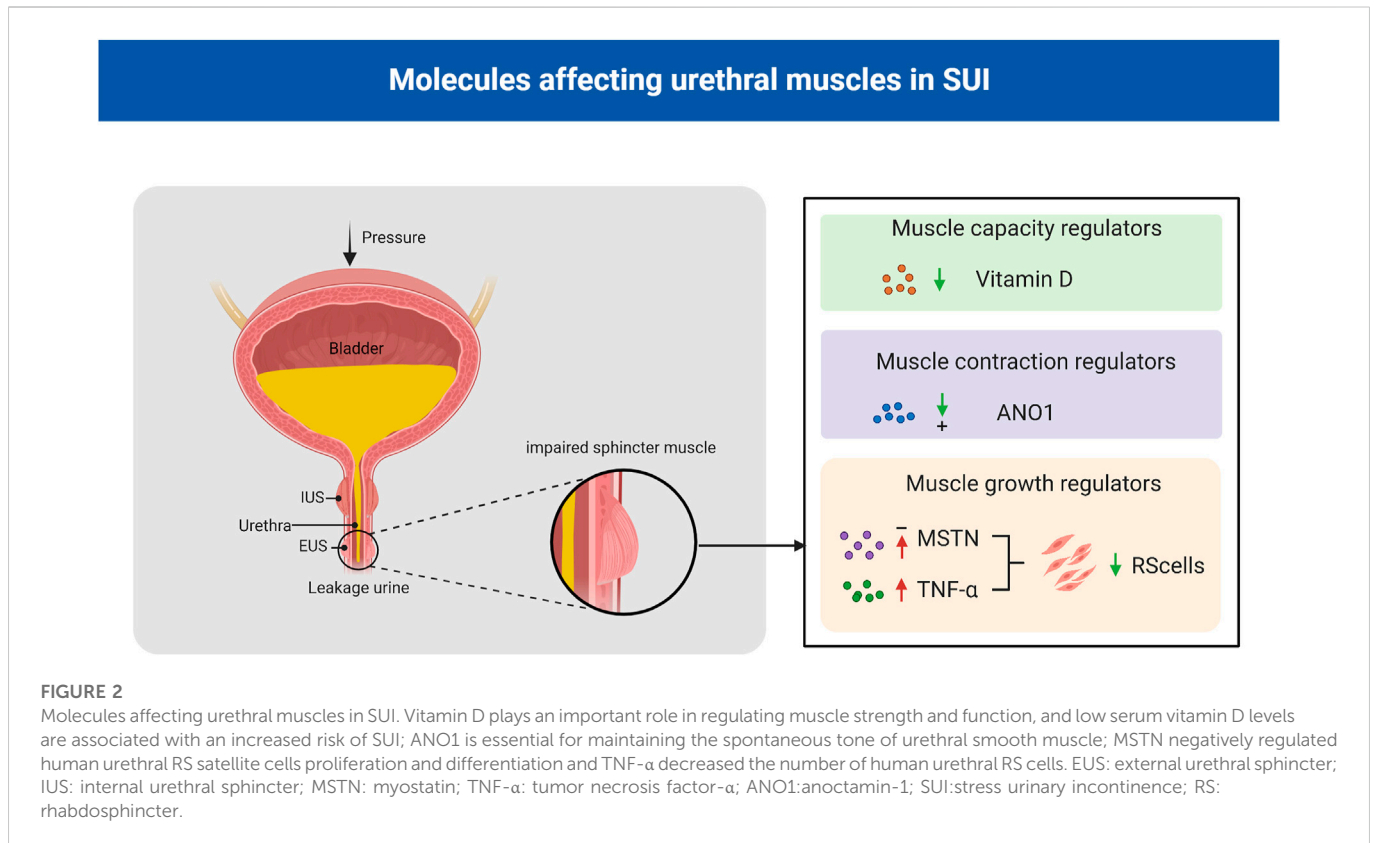 Molecules affecting urethral muscles in SUI
Pressure
Bladder
impaired sphincter muscle
IUS
Urethra
EUS
Leakage urine
Muscle capacity regulators
Vitamin D
Muscle contraction regulators
+
ANO1
Muscle growth regulators
– MSTN
TNF-α
RScells
FIGURE 2
Molecules affecting urethral muscles in SUI. Vitamin D plays an important role in regulating muscle strength and function, and low serum vitamin D levels
are associated with an increased risk of SUI; ANO1 is essential for maintaining the spontaneous tone of urethral smooth muscle; MSTN negatively regulated
human urethral RS satellite cells proliferation and differentiation and TNF-α decreased the number of human urethral RS cells. EUS: external urethral sphincter;
IUS: internal urethral sphincter; MSTN: myostatin; TNF-α: tumor necrosis factor-α; ANO1:anoctamin-1; SUI:stress urinary incontinence; RS:
rhabdosphincter.